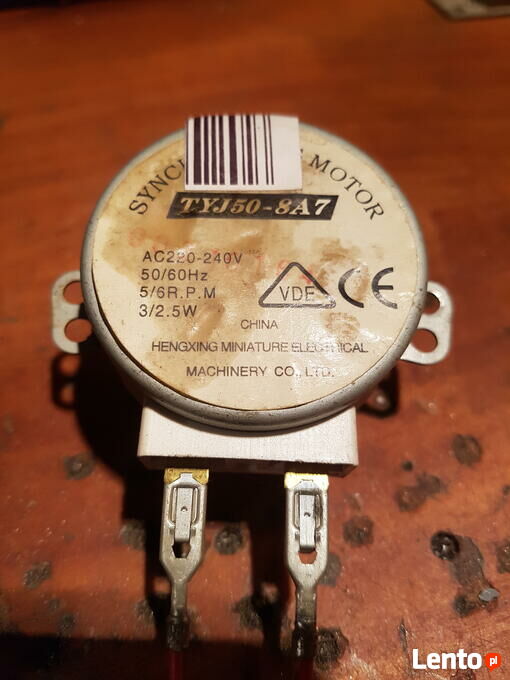 MOTOR
TYJ50-8A7
AC220-240V
50/60Hz
5/6R.P.M
3/2.5W
VDE
CE
CHINA
HENGXING MINIATURE ELECTRICAL
MACHINERY CO., LTD.
Lento.pl